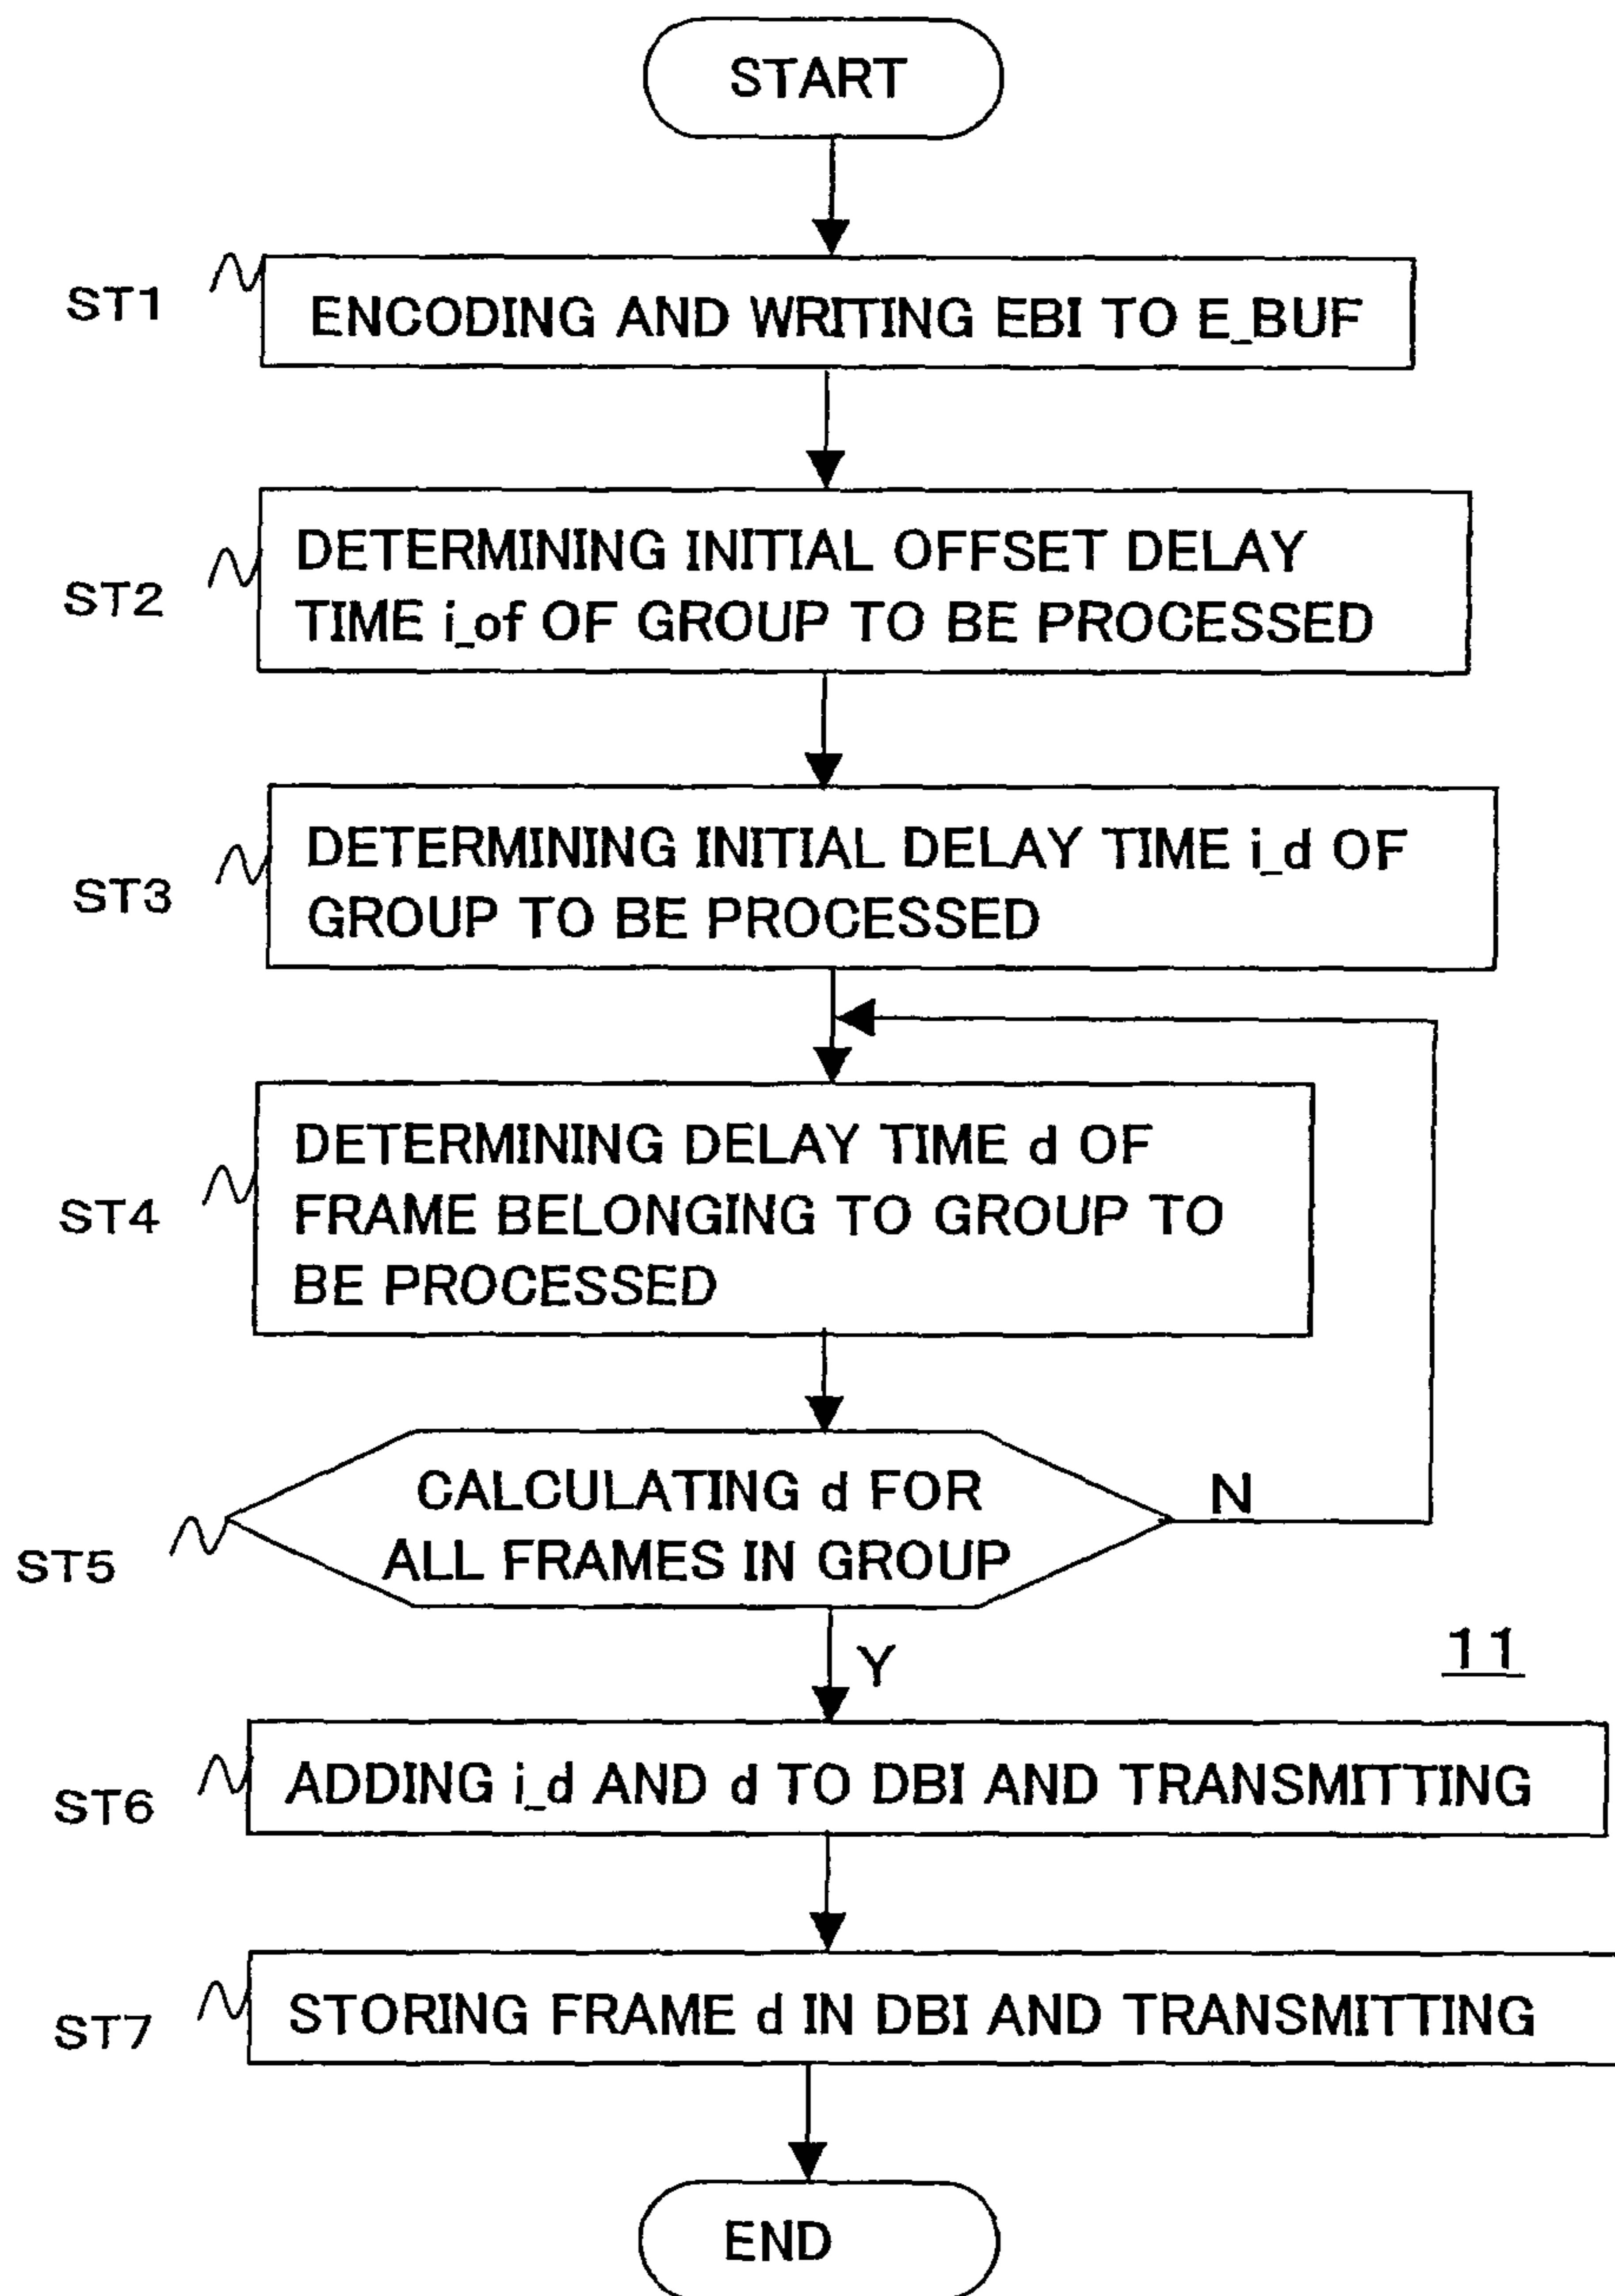 START
ST1
ENCODING AND WRITING EBI TO E_BUF
ST2
DETERMINING INITIAL OFFSET DELAY
TIME i_of OF GROUP TO BE PROCESSED
ST3
DETERMINING INITIAL DELAY TIME i_d OF
GROUP TO BE PROCESSED
ST4
DETERMINING DELAY TIME d OF
FRAME BELONGING TO GROUP TO
BE PROCESSED
ST5
CALCULATING d FOR
ALL FRAMES IN GROUP
N
Y
11
ST6
ADDING i_d AND d TO DBI AND TRANSMITTING
ST7
STORING FRAME d IN DBI AND TRANSMITTING
END